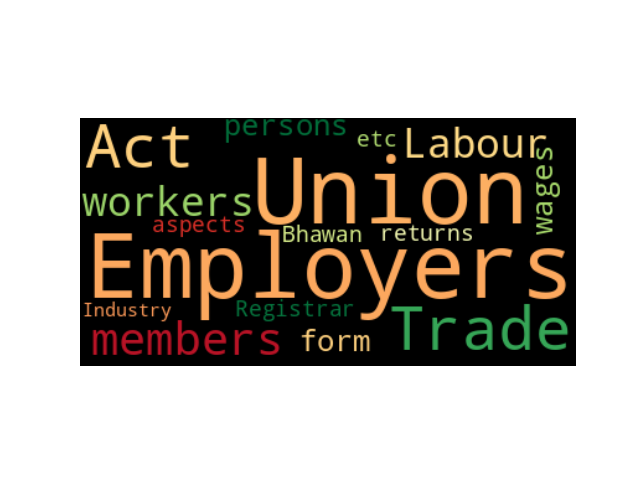 persons
Act
etc
Labour
workers
Union
wages
aspects
Bhawan
returns
Employers
Industry
Registrar
Trade
members
form